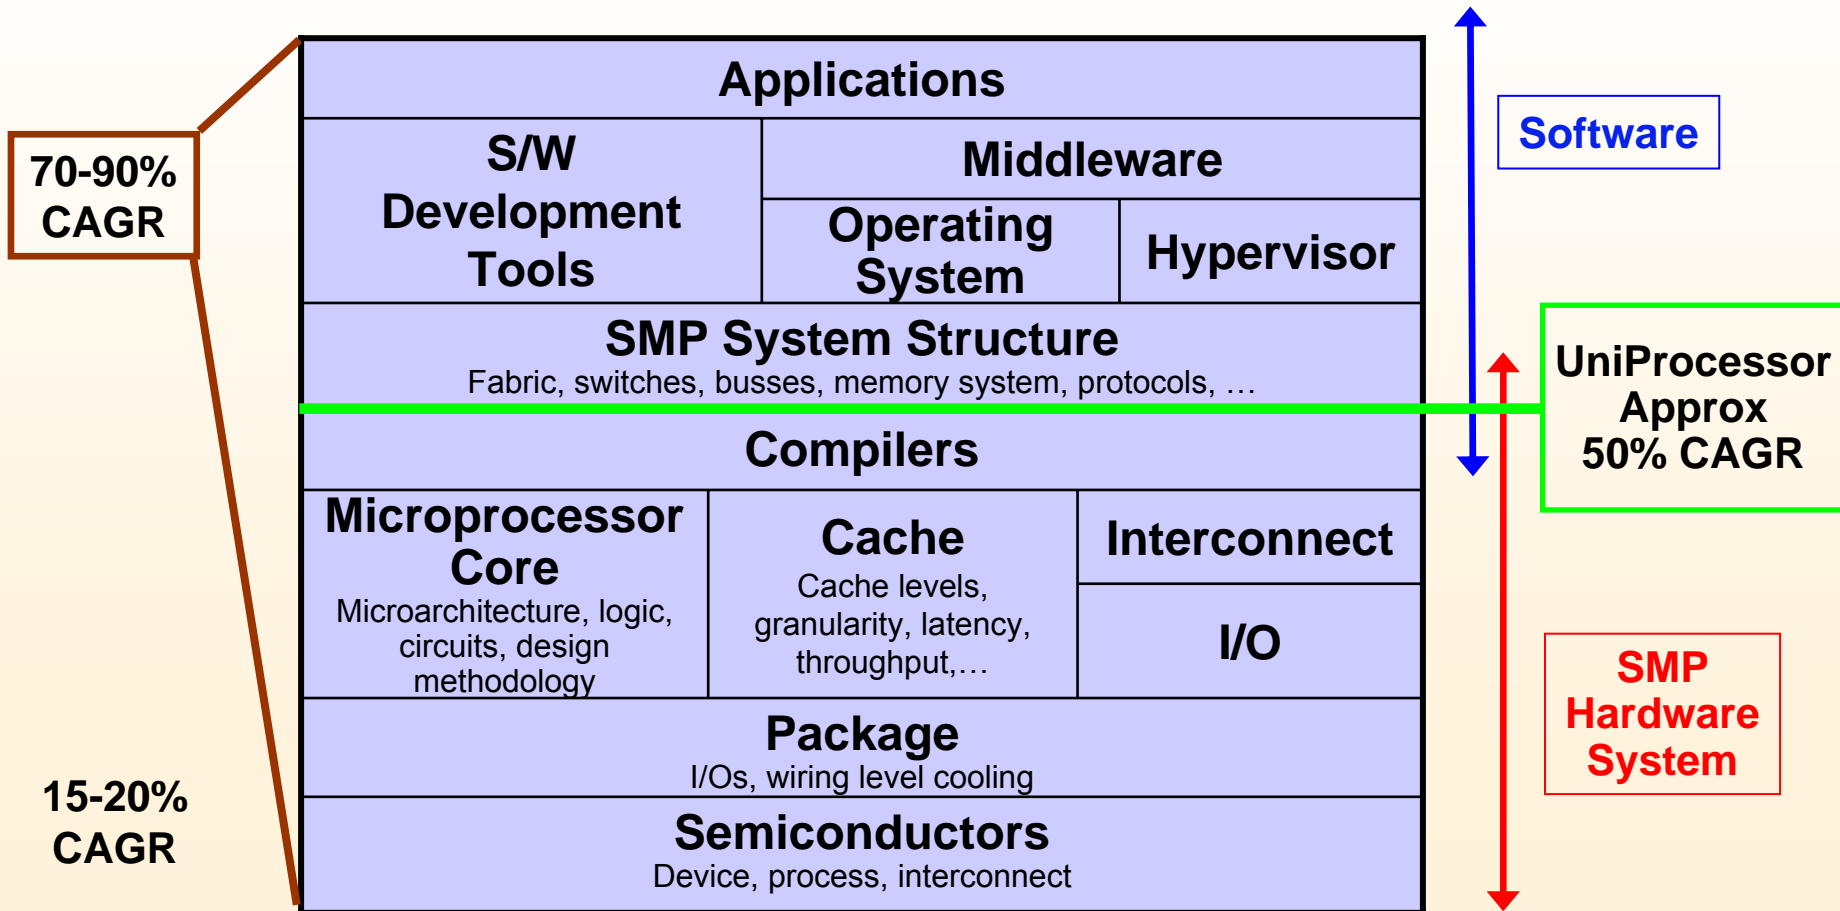 Applications
S/W
Development
Tools
Middleware
Operating
System
Hypervisor
SMP System Structure
Fabric, switches, busses, memory system, protocols, …
Compilers
Microprocessor
Core
Microarchitecture, logic,
circuits, design
methodology
Cache
Cache levels,
granularity, latency,
throughput,…
Interconnect
I/O
Package
I/Os, wiring level cooling
Semiconductors
Device, process, interconnect
70-90%
CAGR
15-20%
CAGR
Software
UniProcessor
Approx
50% CAGR
SMP
Hardware
System